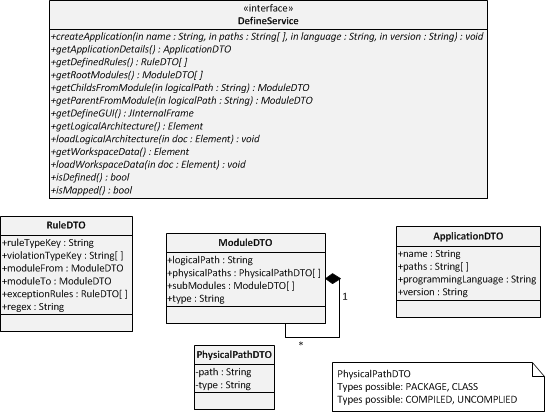 «interface»
DefineService
+createApplication(in name : String, in paths : String[ ], in language : String, in version : String) : void
+getApplicationDetails() : ApplicationDTO
+getDefinedRules() : RuleDTO[ ]
+getRootModules() : ModuleDTO[ ]
+getChildsFromModule(in logicalPath : String) : ModuleDTO
+getParentFromModule(in logicalPath : String) : ModuleDTO
+getDefineGUI() : JInternalFrame
+getLogicalArchitecture() : Element
+loadLogicalArchitecture(in doc : Element) : void
+getWorkspaceData() : Element
+loadWorkspaceData(in doc : Element) : void
+isDefined() : bool
+isMapped() : bool
RuleDTO
+ruleTypeKey : String
+violationTypeKey : String[ ]
+moduleFrom : ModuleDTO
+moduleTo : ModuleDTO
+exceptionRules : RuleDTO[ ]
+regex : String
ModuleDTO
+logicalPath : String
+physicalPaths : PhysicalPathDTO[ ]
+subModules : ModuleDTO[ ]
+type : String
1
*
ApplicationDTO
+name : String
+paths : String[ ]
+programmingLanguage : String
+version : String
PhysicalPathDTO
-path : String
-type : String
PhysicalPathDTO
Types possible: PACKAGE, CLASS
Types possible: COMPILED, UNCOMPLIED